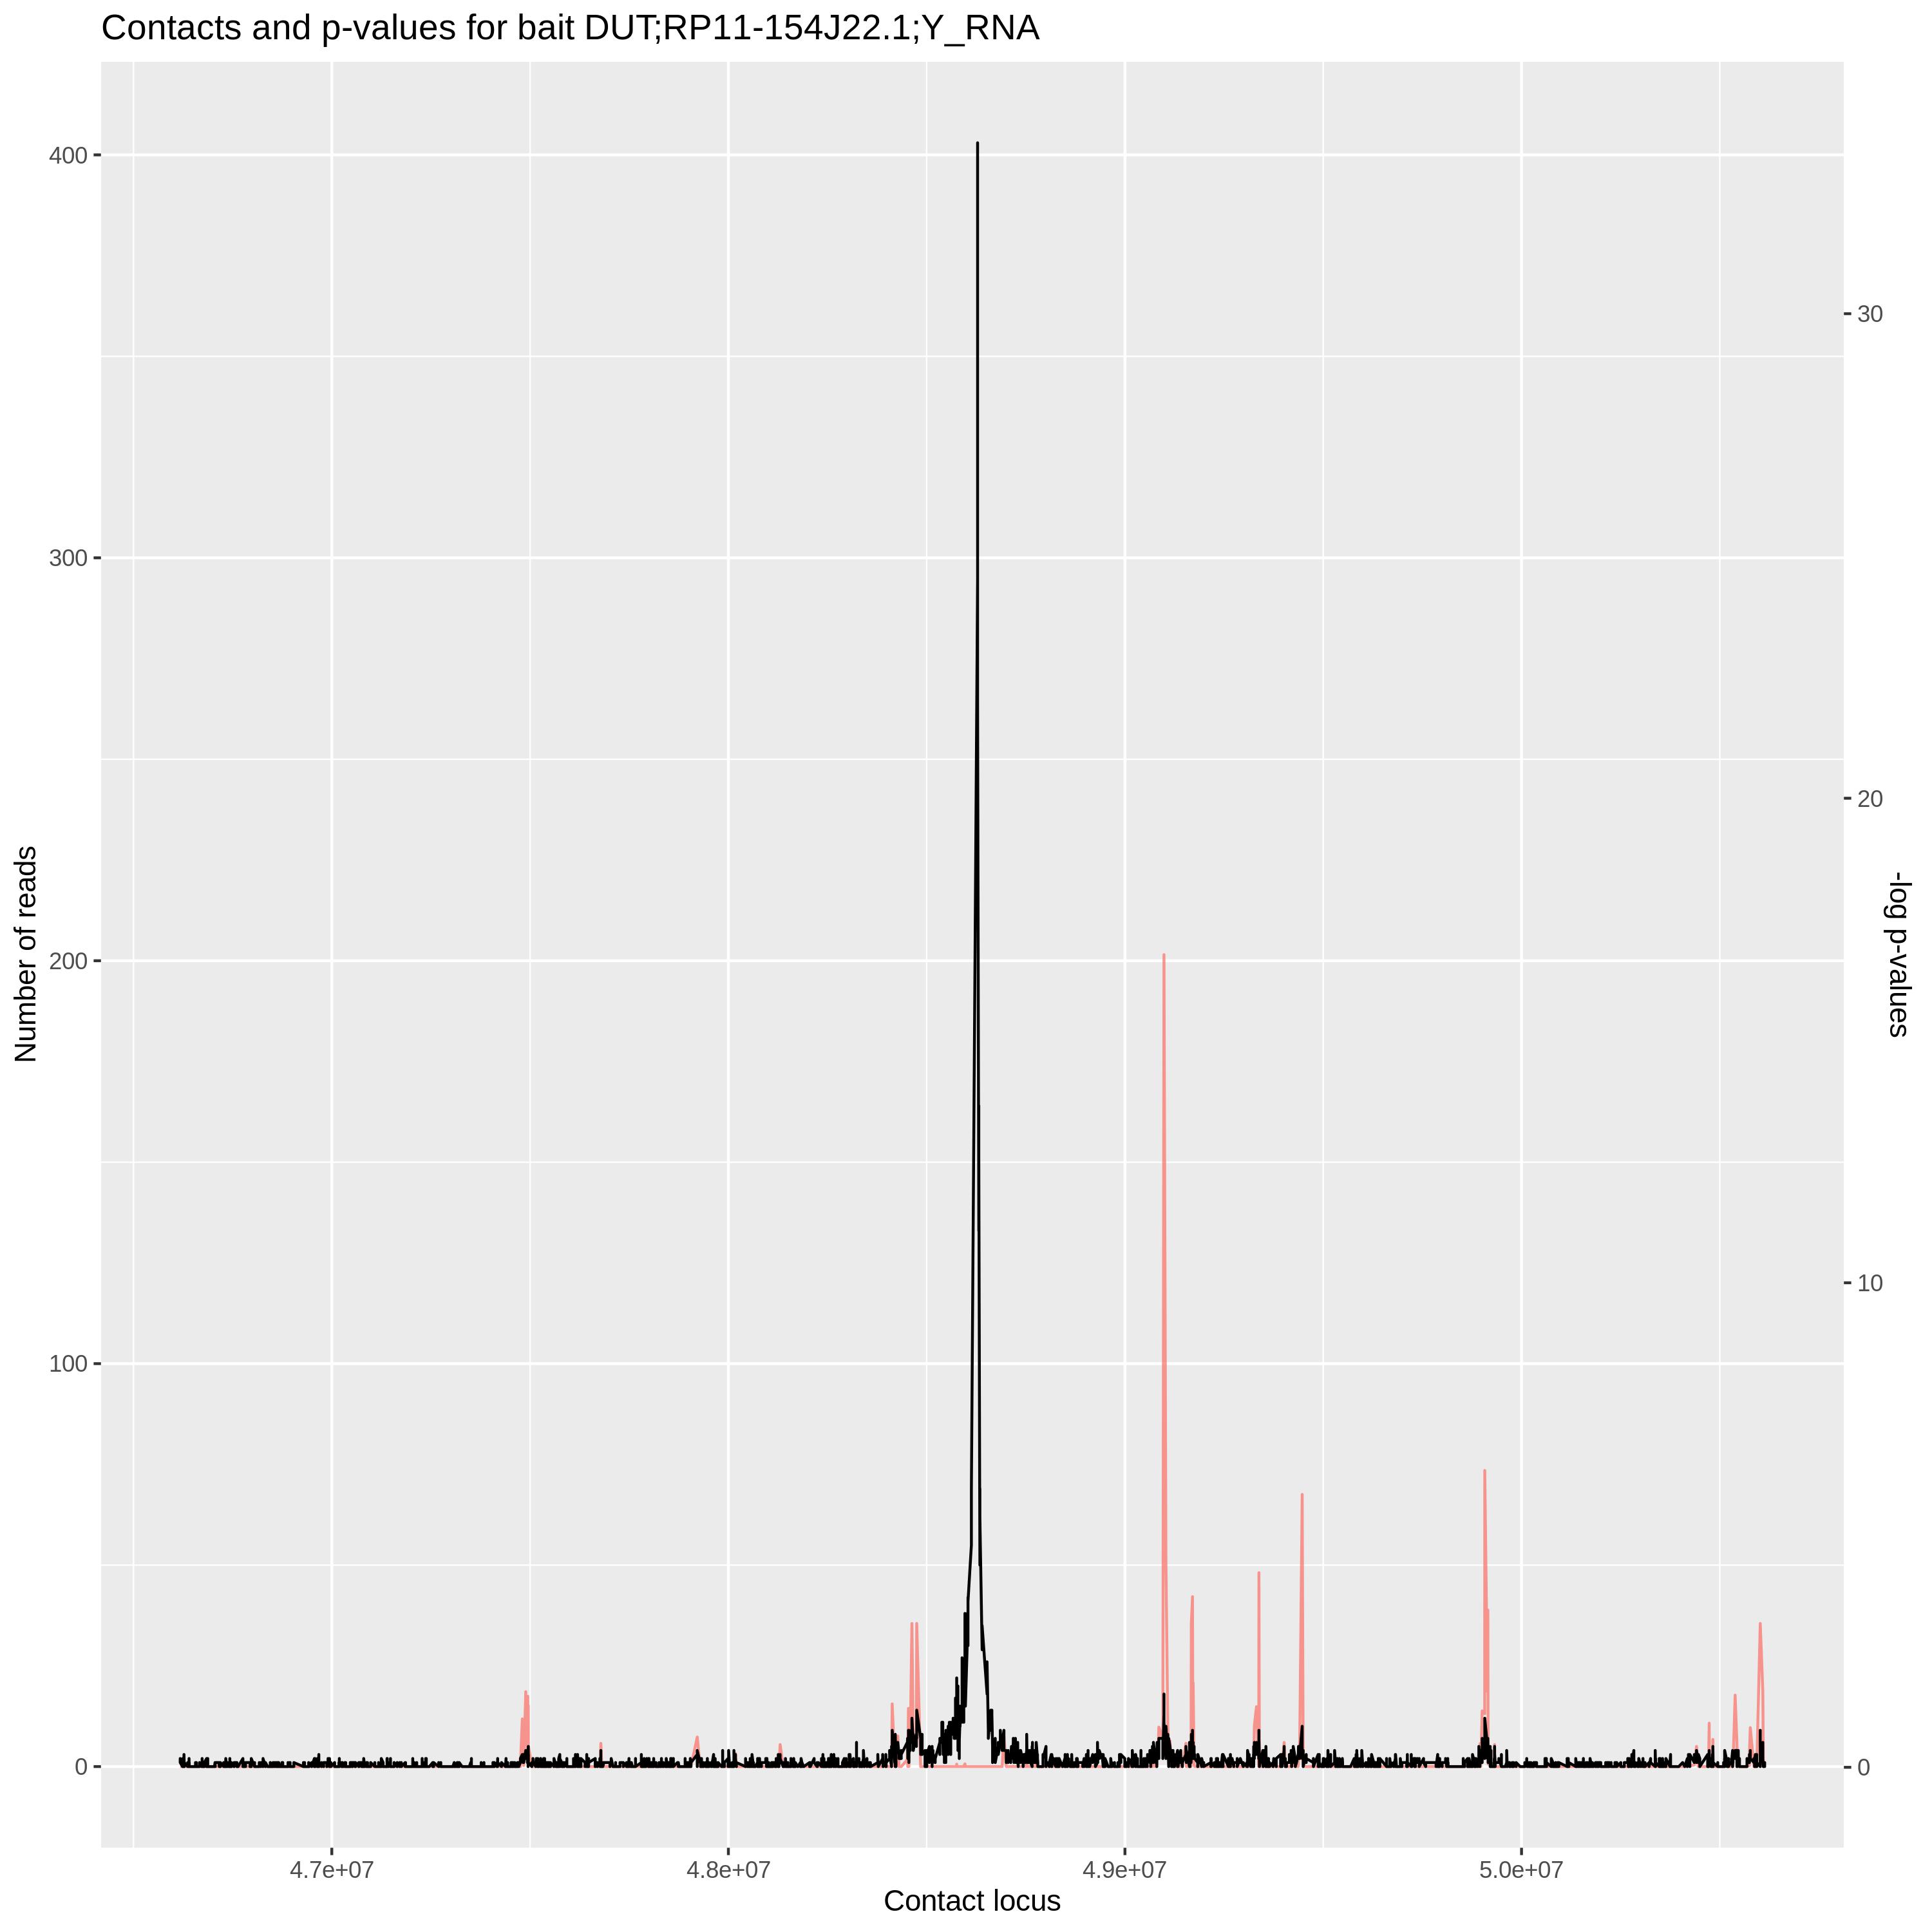 Contacts and p-values for bait DUT;RP11-154J22.1;Y_RNA
400
300
200
100
0
Number of reads
30
20
10
0
-log p-values
4.7e+07
4.8e+07
4.9e+07
5.0e+07
Contact locus